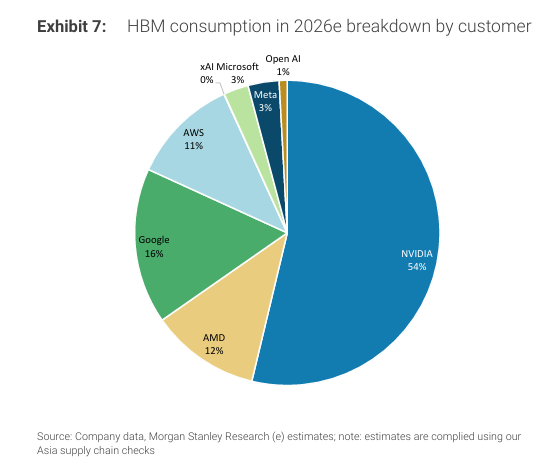 Exhibit 7: HBM consumption in 2026e breakdown by customer
Open AI
1%
xAI Microsoft
0% 3%
Meta
3%
AWS
11%
Google
16%
NVIDIA
54%
AMD
12%
Source: Company data, Morgan Stanley Research (e) estimates; note: estimates are complied using our
Asia supply chain checks